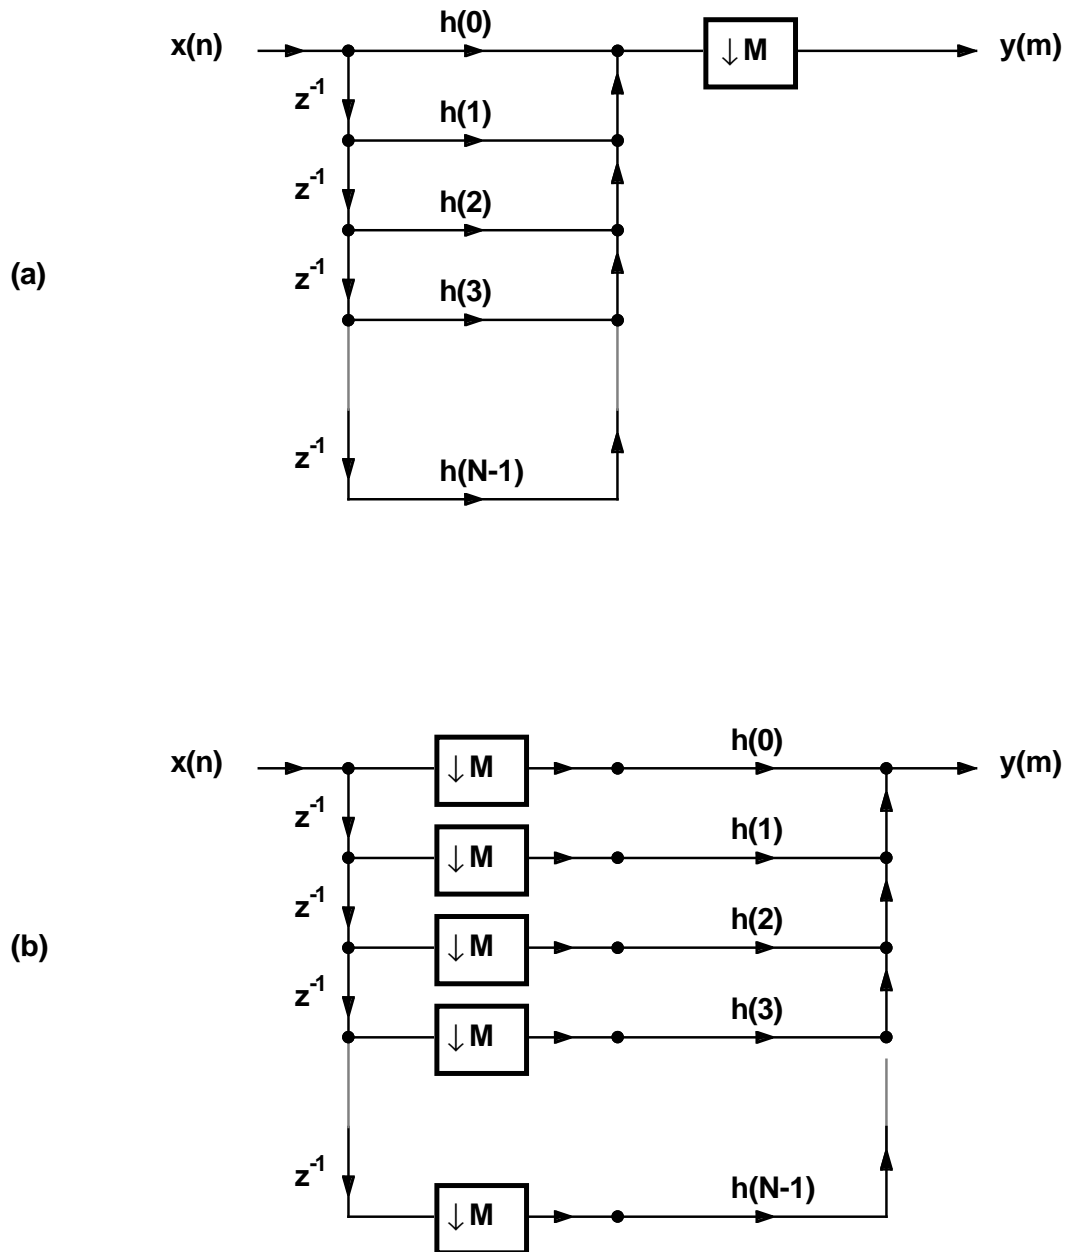 x(n) h(0) ↓M y(m)
z⁻¹
h(1)
z⁻¹
h(2)
(a)
z⁻¹
h(3)
z⁻¹
h(N-1)
x(n) ↓M h(0) y(m)
z⁻¹
↓M h(1)
z⁻¹
↓M h(2)
(b)
z⁻¹
↓M h(3)
z⁻¹
↓M h(N-1)